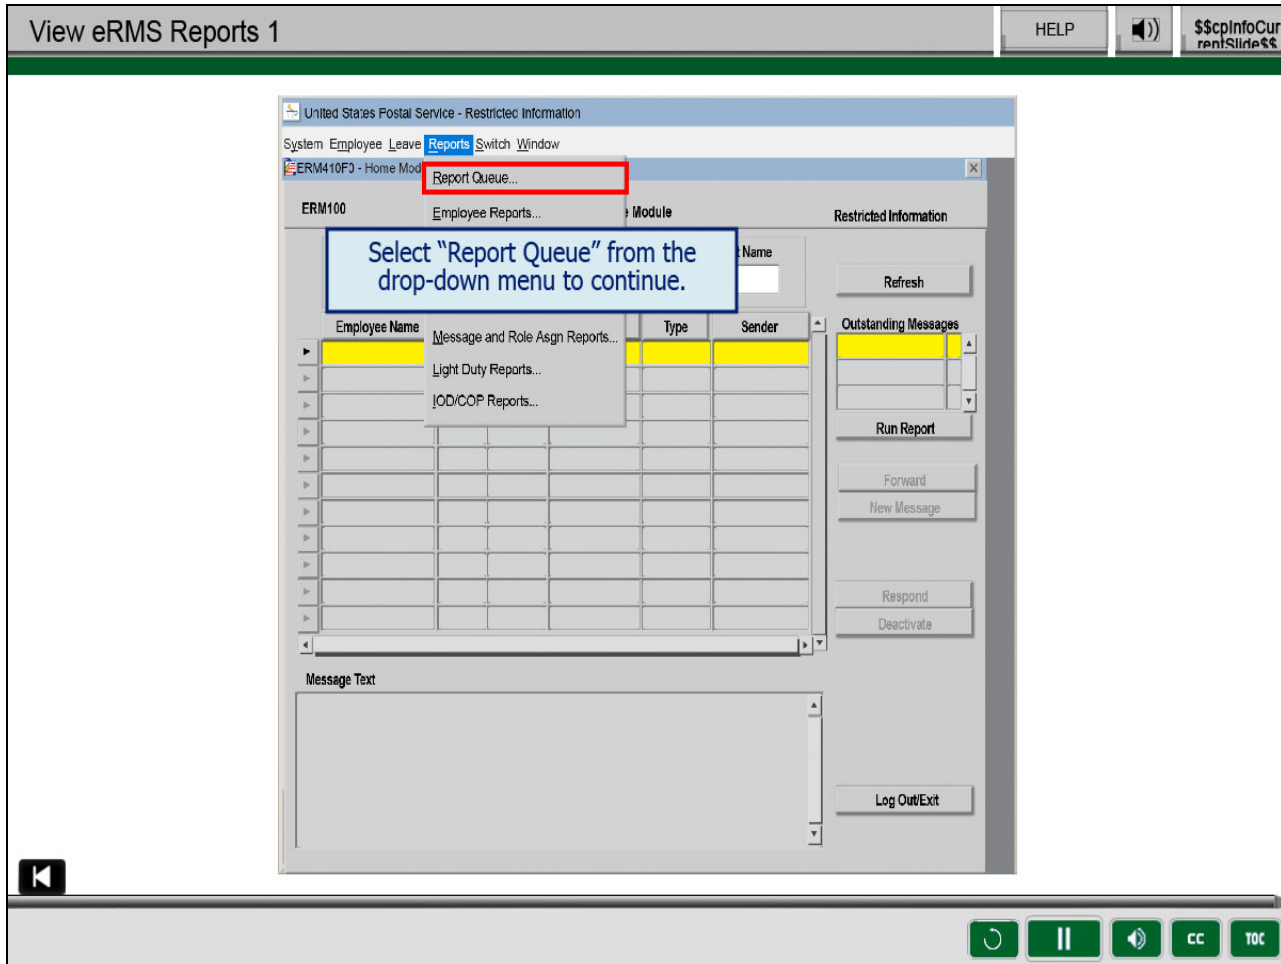 View eRMS Reports 1
HELP
$$cpInfoCur
rentSlide$$
United States Postal Service - Restricted Information
System Employee Leave Reports Switch Window
ERM410F0 - Home Mod
Report Queue...
ERM100
Employee Reports...
Module
Restricted Information
Select “Report Queue” from the
drop-down menu to continue.
Name
Refresh
Employee Name
Type
Sender
Outstanding Messages
Message and Role Asgn Reports...
Light Duty Reports...
IOD/COP Reports...
Run Report
Forward
New Message
Respond
Deactivate
Message Text
Log Out/Exit
CC
TOC